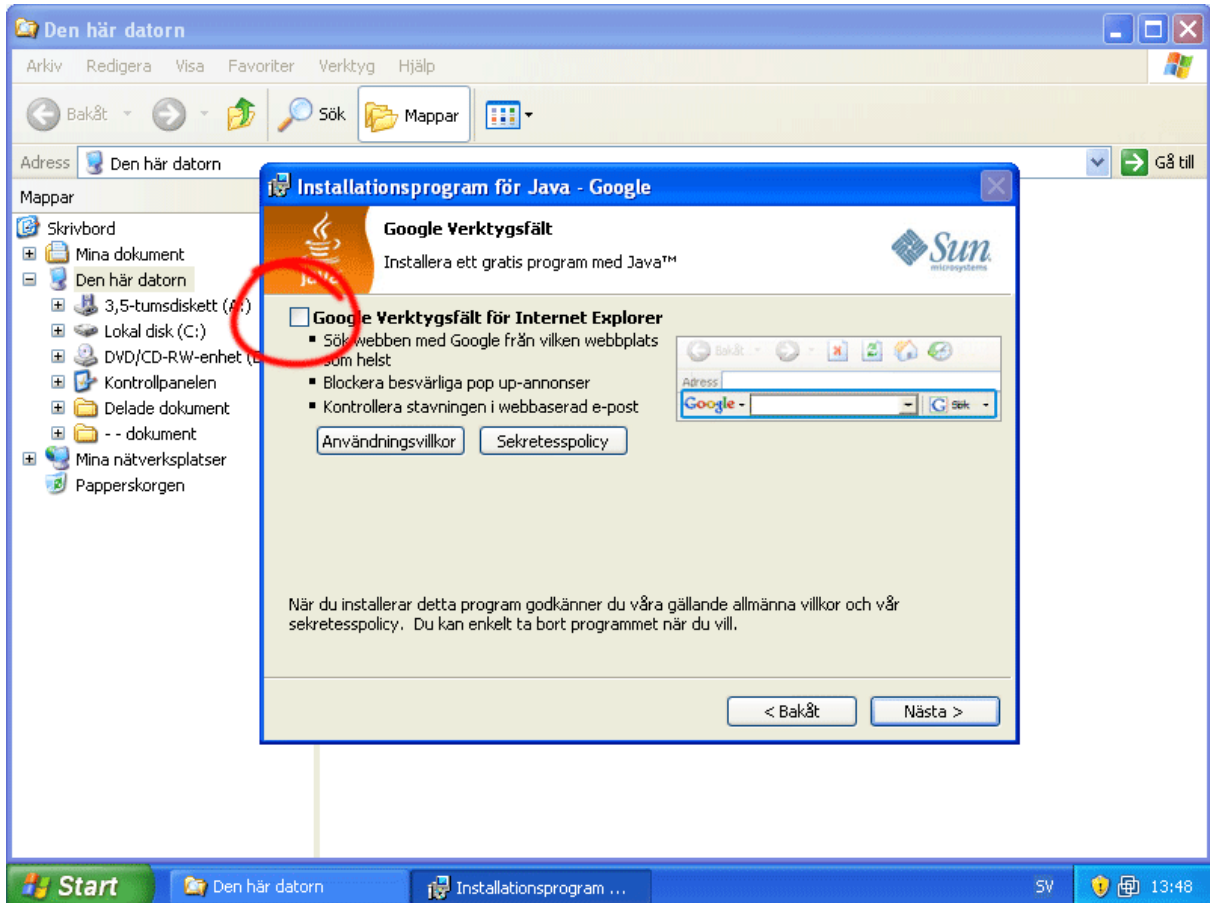 Den här datorn
Arkiv Redigera Visa Favoriter Verktyg Hjälp
Bakåt Sök Mappar
Adress Den här datorn Gå till
Mappar
Skrivbord
Mina dokument
Den här datorn
3,5-tumsdiskett (A:)
Lokal disk (C:)
DVD/CD-RW-enhet (
Kontrollpanelen
Delade dokument
- - dokument
Mina nätverksplatser
Papperskorgen
Installationsprogram för Java - Google
Java
Google Verktygsfält
Installera ett gratis program med Java™
Sun
microsystems
Google Verktygsfält för Internet Explorer
▪ Sök webben med Google från vilken webbplats
som helst
▪ Blockera besvärliga pop up-annonser
▪ Kontrollera stavningen i webbaserad e-post
Användningsvillkor Sekretesspolicy
Bakåt
Adress
Google Sök
När du installerar detta program godkänner du våra gällande allmänna villkor och vår
sekretesspolicy. Du kan enkelt ta bort programmet när du vill.
< Bakåt Nästa >
Start Den här datorn Installationsprogram ... SV 13:48